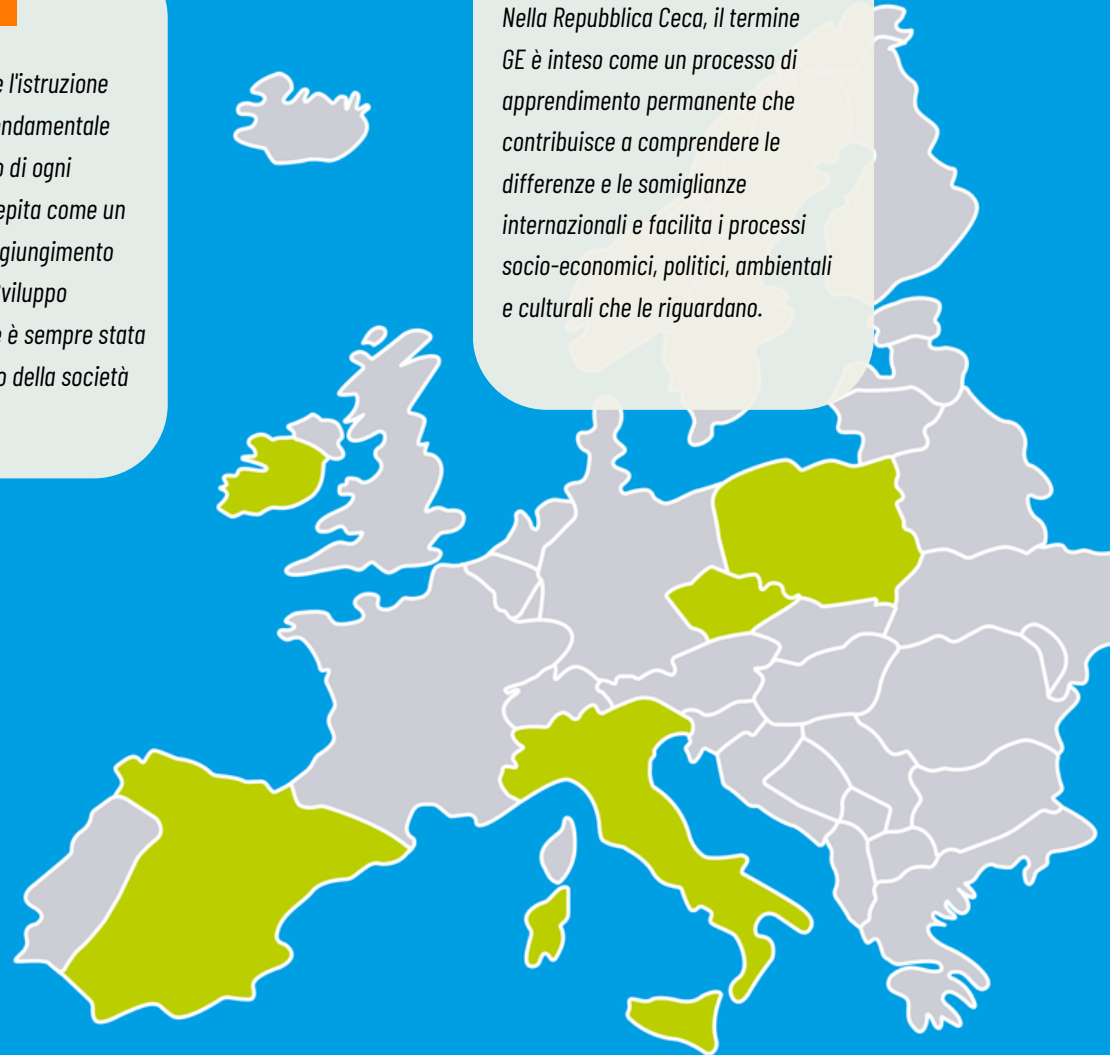 e l'istruzione
ndamentale
o di ogni
epita come un
giungimento
viluppo
e è sempre stata
o della società
Nella Repubblica Ceca, il termine
GE è inteso come un processo di
apprendimento permanente che
contribuisce a comprendere le
differenze e le somiglianze
internazionali e facilita i processi
socio-economici, politici, ambientali
e culturali che le riguardano.